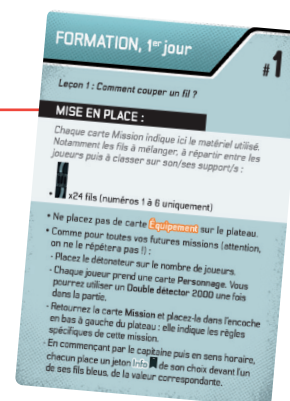 FORMATION, 1er jour
#1
Leçon 1 : Comment couper un fil ?
MISE EN PLACE :
Chaque carte Mission indique ici le matériel utilisé.
Notamment les fils à mélanger, à répartir entre les
joueurs puis à classer sur son/ses support/s :
• x24 fils (numéros 1 à 6 uniquement)
• Ne placez pas de carte Équipement sur le plateau.
• Comme pour toutes vos futures missions (attention,
on ne le répétera pas !) :
- Placez le détonateur sur le nombre de joueurs.
- Chaque joueur prend une carte Personnage. Vous
pourrez utiliser un Double détector 2000 une fois
dans la partie.
- Retournez la carte Mission et placez-la dans l'encoche
en bas à gauche du plateau : elle indique les règles
spécifiques de cette mission.
- En commençant par le capitaine puis en sens horaire,
chacun place un jeton Info de son choix devant l'un
de ses fils bleus, de la valeur correspondante.